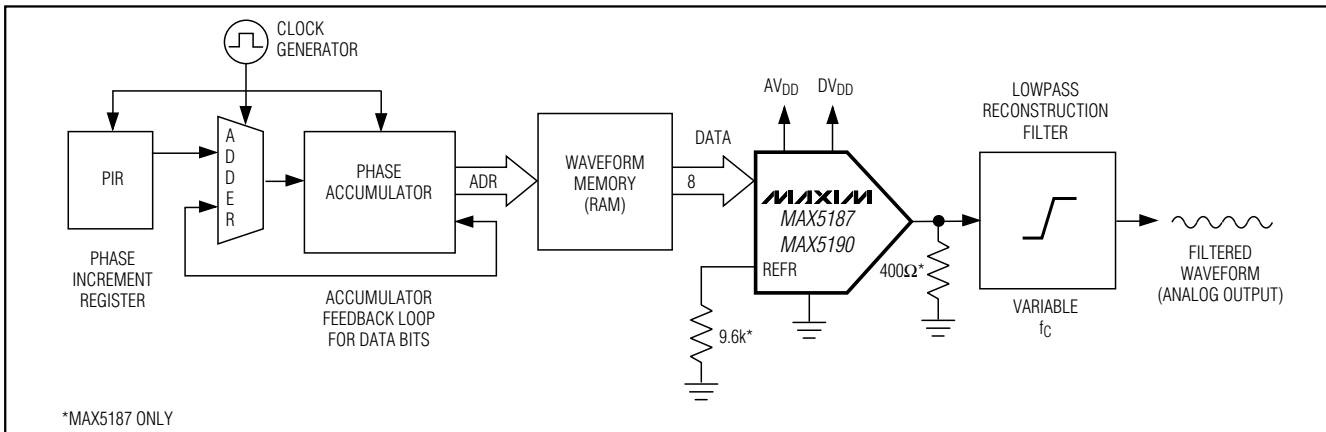 CLOCK
GENERATOR
PIR
PHASE
INCREMENT
REGISTER
ADDER
PHASE
ACCUMULATOR
ACCUMULATOR
FEEDBACK LOOP
FOR DATA BITS
ADR
WAVEFORM
MEMORY
(RAM)
DATA
8
AVDD
DVDD
MAXIM
MAX5187
MAX5190
REFR
9.6k*
400Ω*
LOWPASS
RECONSTRUCTION
FILTER
VARIABLE
fC
FILTERED
WAVEFORM
(ANALOG OUTPUT)
*MAX5187 ONLY